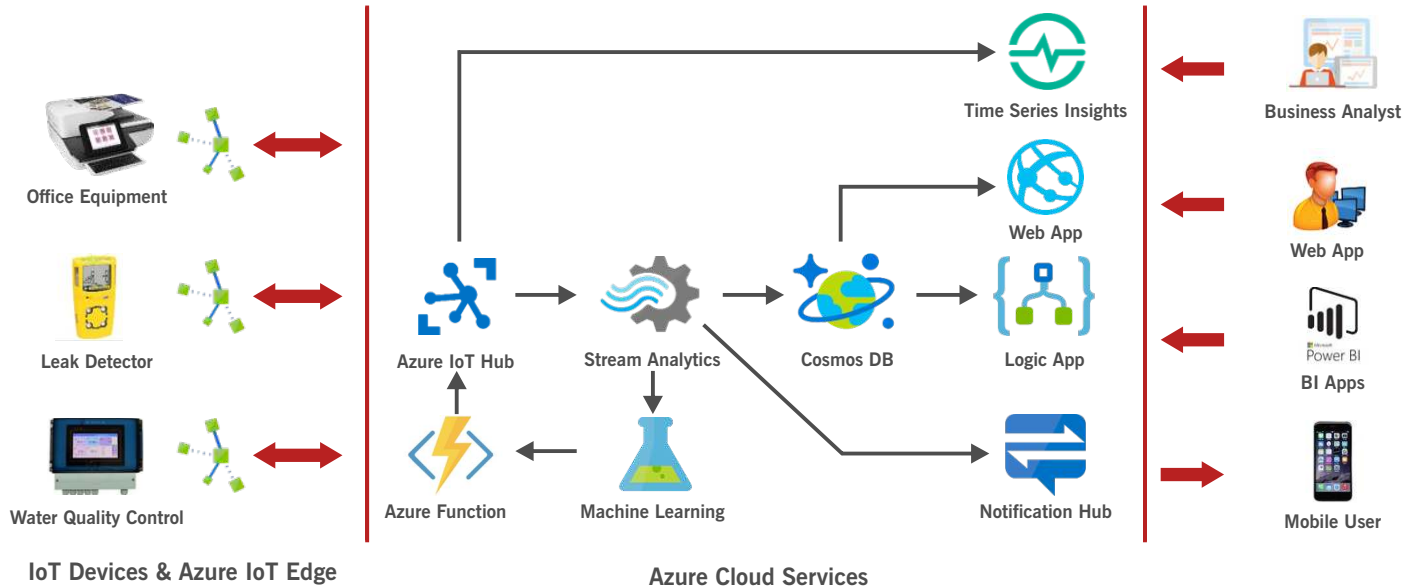 Time Series Insights
Business Analyst
Office Equipment
Web App
Web App
Leak Detector
Azure IoT Hub
Stream Analytics
Cosmos DB
Logic App
Microsoft
Power BI
BI Apps
Water Quality Control
Azure Function
Machine Learning
Notification Hub
Mobile User
IoT Devices & Azure IoT Edge
Azure Cloud Services